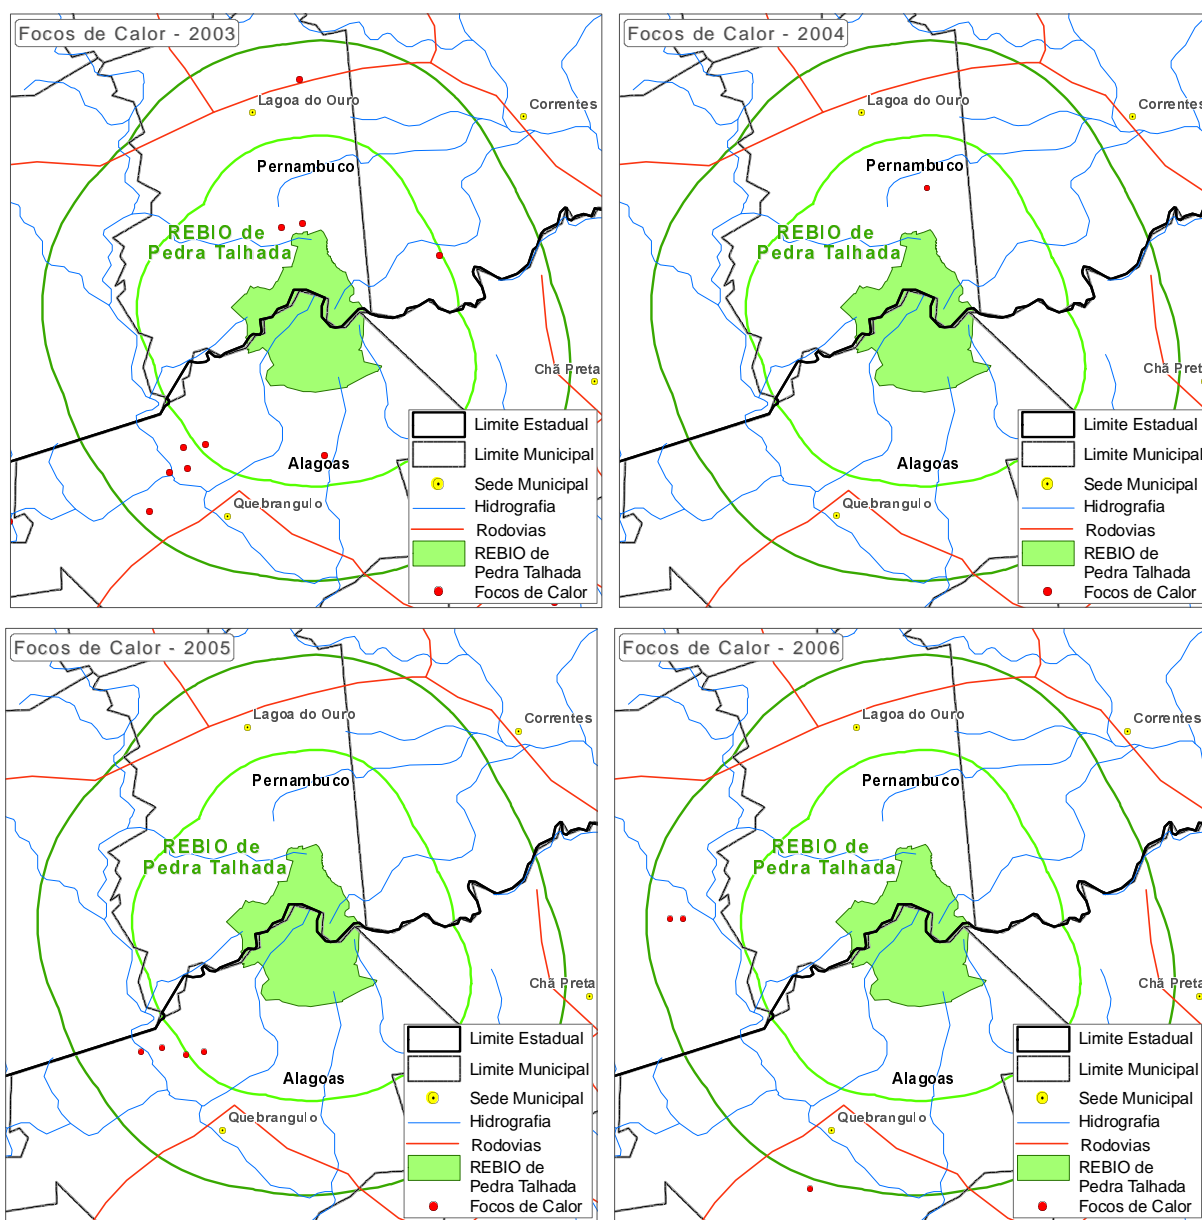 Focos de Calor - 2003
Lagoa do Ouro
Correntes
Pernambuco
REBIO de
Pedra Talhada
Chã Preta
Alagoas
Quebrangulo
Limite Estadual
Limite Municipal
Sede Municipal
Hidrografia
Rodovias
REBIO de
Pedra Talhada
Focos de Calor
Focos de Calor - 2004
Lagoa do Ouro
Correntes
Pernambuco
REBIO de
Pedra Talhada
Chã Preta
Alagoas
Quebrangulo
Limite Estadual
Limite Municipal
Sede Municipal
Hidrografia
Rodovias
REBIO de
Pedra Talhada
Focos de Calor
Focos de Calor - 2005
Lagoa do Ouro
Correntes
Pernambuco
REBIO de
Pedra Talhada
Chã Preta
Alagoas
Quebrangulo
Limite Estadual
Limite Municipal
Sede Municipal
Hidrografia
Rodovias
REBIO de
Pedra Talhada
Focos de Calor
Focos de Calor - 2006
Lagoa do Ouro
Correntes
Pernambuco
REBIO de
Pedra Talhada
Chã Preta
Alagoas
Quebrangulo
Limite Estadual
Limite Municipal
Sede Municipal
Hidrografia
Rodovias
REBIO de
Pedra Talhada
Focos de Calor